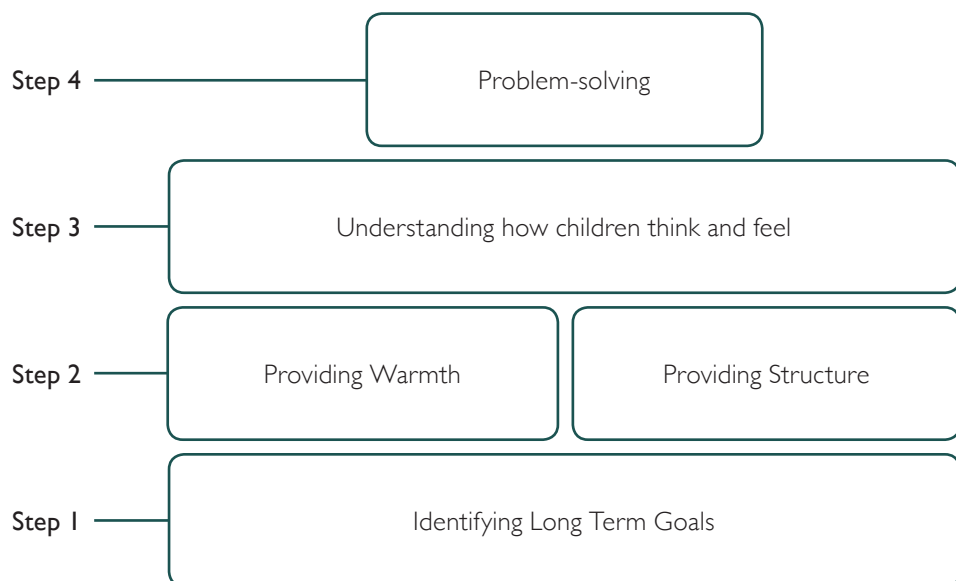 Step 4
Problem-solving
Step 3
Understanding how children think and feel
Step 2
Providing Warmth
Providing Structure
Step 1
Identifying Long Term Goals